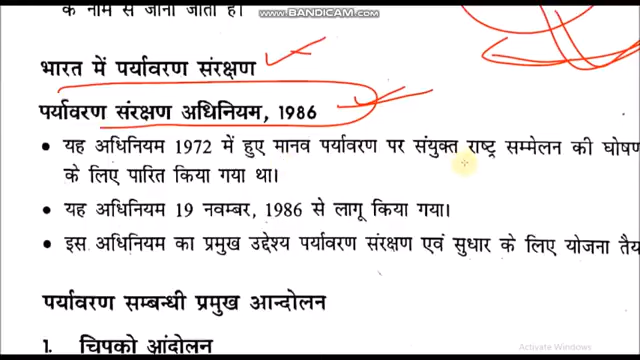 के नाम से जाना जाता है।
www.BANDICAM.com
भारत में पर्यावरण संरक्षण
पर्यावरण संरक्षण अधिनियम, 1986
• यह अधिनियम 1972 में हुए मानव पर्यावरण पर संयुक्त राष्ट्र सम्मेलन की घोषण
के लिए पारित किया गया था।
• यह अधिनियम 19 नवम्बर, 1986 से लागू किया गया।
• इस अधिनियम का प्रमुख उद्देश्य पर्यावरण संरक्षण एवं सुधार के लिए योजना तैय
पर्यावरण सम्बन्धी प्रमुख आन्दोलन
1. चिपको आंदोलन
Activate Windows